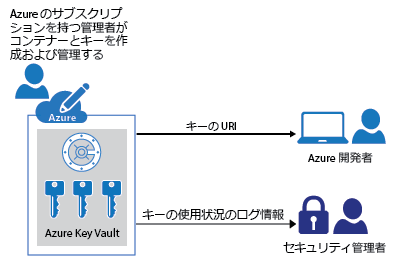 Azure のサブスクリプ
ションを持つ管理者が
コンテナーとキーを作
成および管理する
Azure
キーの URI
Azure 開発者
Azure Key Vault
キーの使用状況のログ情報
セキュリティ管理者